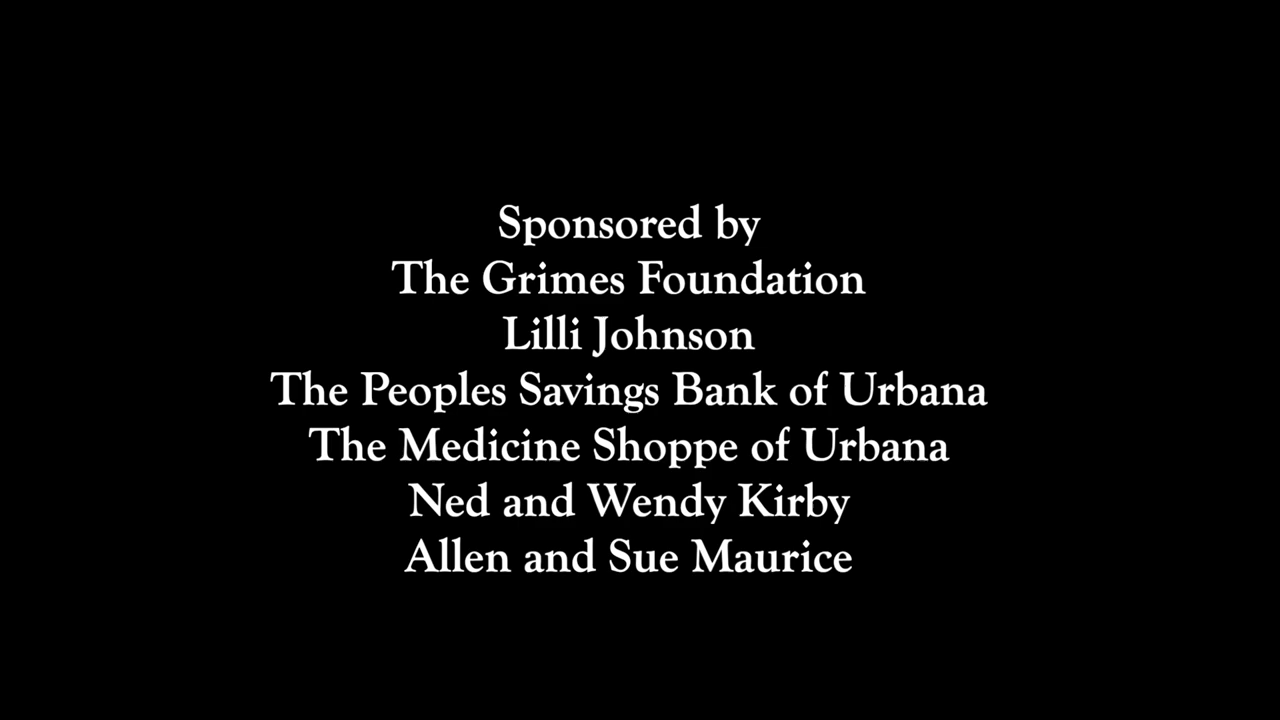 Sponsored by
The Grimes Foundation
Lilli Johnson
The Peoples Savings Bank of Urbana
The Medicine Shoppe of Urbana
Ned and Wendy Kirby
Allen and Sue Maurice